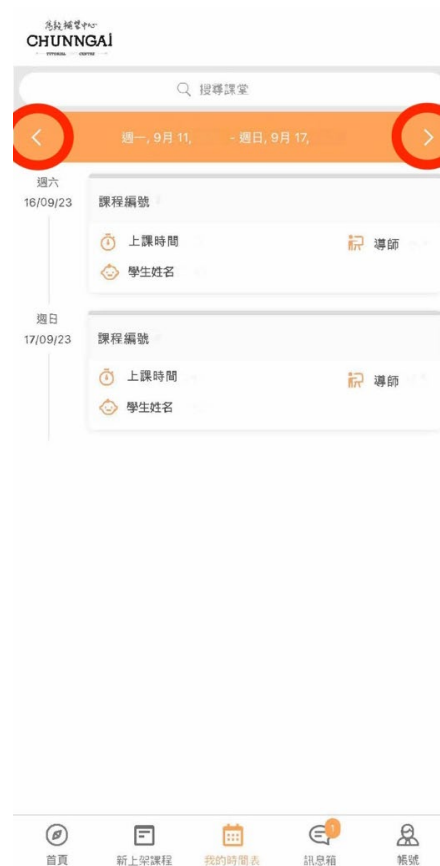 CHUNNGAI
搜尋課堂
週一, 9月 11, - 週日, 9月 17,
週六
16/09/23
課程編號
上課時間
導師
學生姓名
週日
17/09/23
課程編號
上課時間
導師
學生姓名
1
首頁
新上架課程
我的時間表
訊息箱
帳號